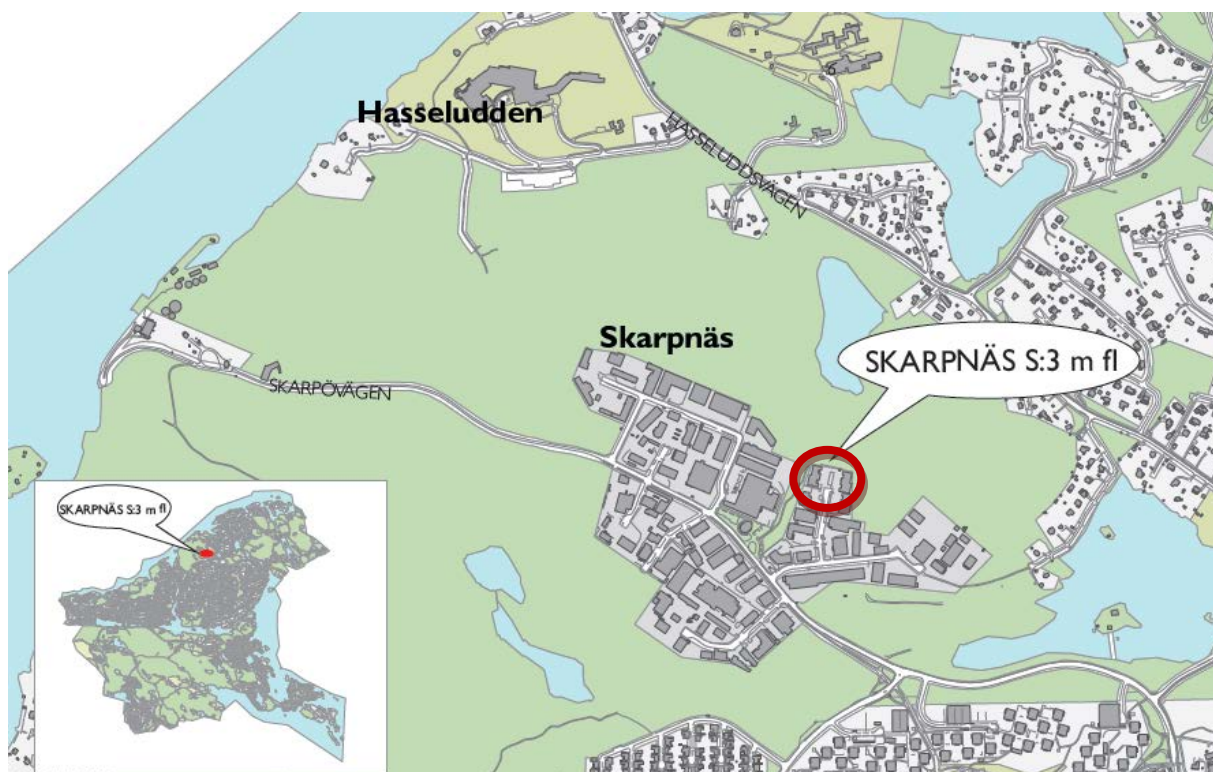 Hasseludden
HASSELUDDSVÄGEN
Skarpnäs
SKARPNÄS S:3 m fl
SKARPÖVÄGEN
SKARPNÄS S:3 m fl